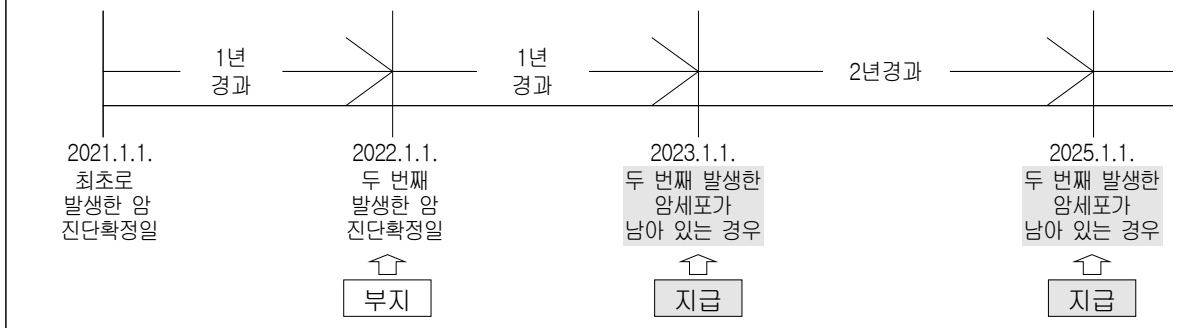 1년
경과
1년
경과
2년경과
2021.1.1.
최초로
발생한 암
진단확정일
2022.1.1.
두 번째
발생한 암
진단확정일
부지
2023.1.1.
두 번째 발생한
암세포가
남아 있는 경우
지급
2025.1.1.
두 번째 발생한
암세포가
남아 있는 경우
지급